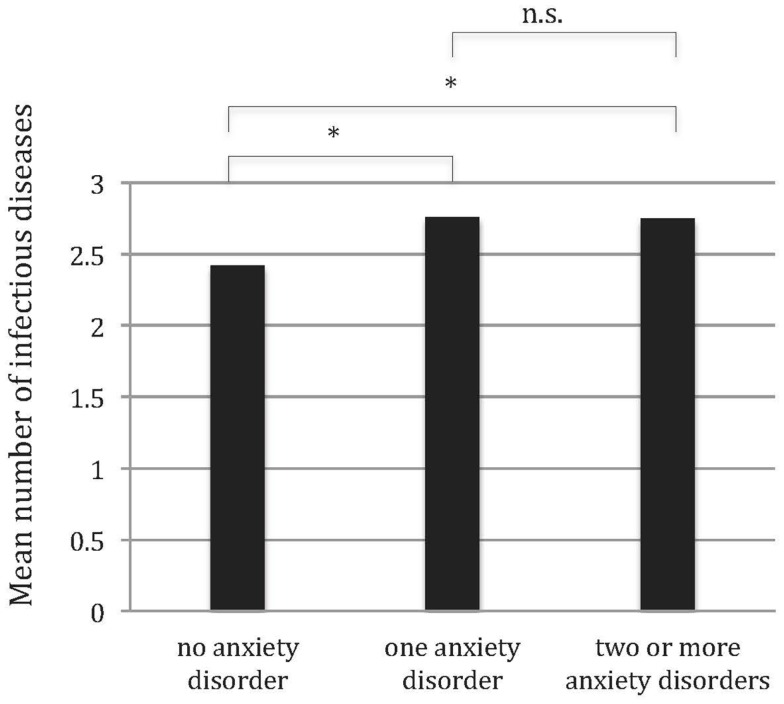 n.s.
*
*
Mean number of infectious diseases
3
2.5
2
1.5
1
0.5
0
no anxiety
disorder
one anxiety
disorder
two or more
anxiety disorders